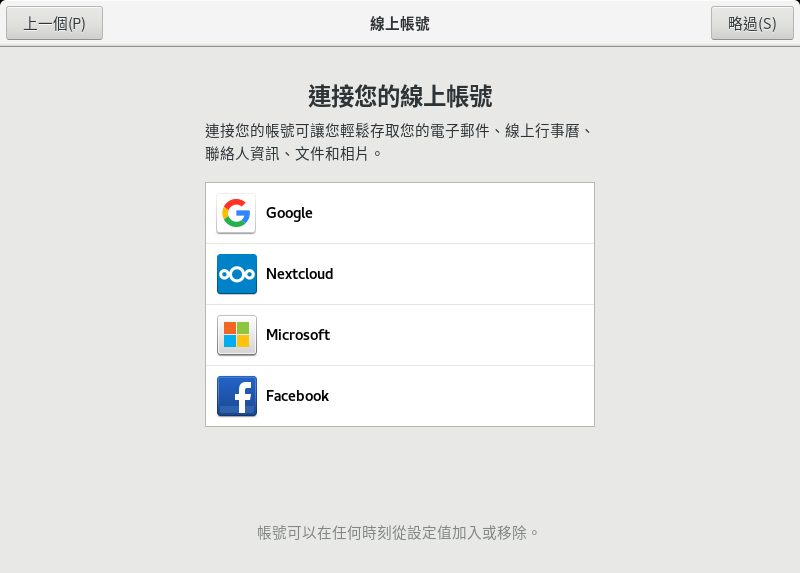 上一個(P)
線上帳號
略過(S)
連接您的線上帳號
連接您的帳號可讓您輕鬆存取您的電子郵件、線上行事曆、
聯絡人資訊、文件和相片。
Google
Nextcloud
Microsoft
Facebook
帳號可以在任何時刻從設定值加入或移除。